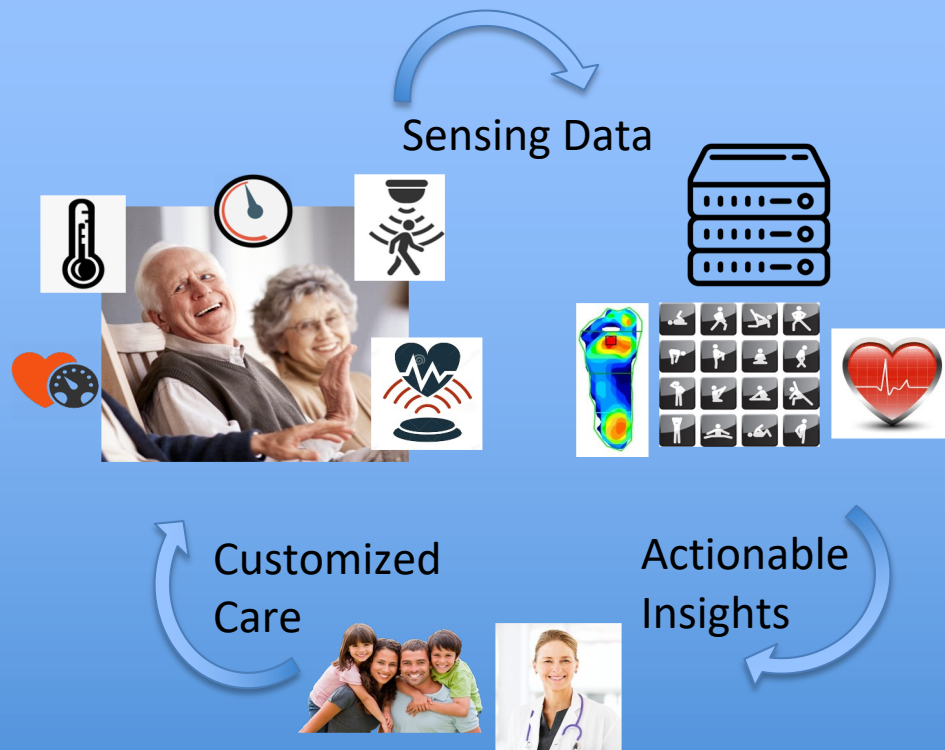 Sensing Data
Customized
Care
Actionable
Insights